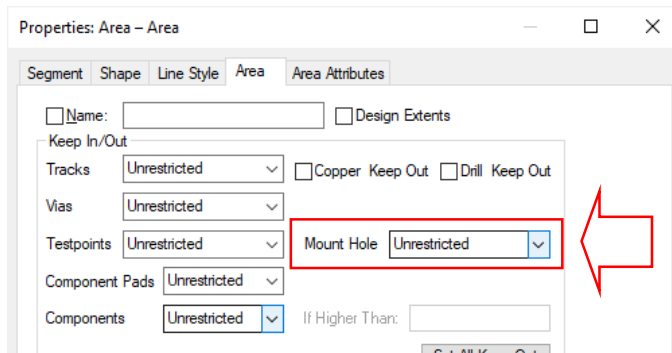 Properties: Area – Area
Segment Shape Line Style Area Area Attributes
Name: Design Extents
Keep In/Out
Tracks Unrestricted Copper Keep Out Drill Keep Out
Vias Unrestricted
Testpoints Unrestricted Mount Hole Unrestricted
Component Pads Unrestricted
Components Unrestricted If Higher Than: